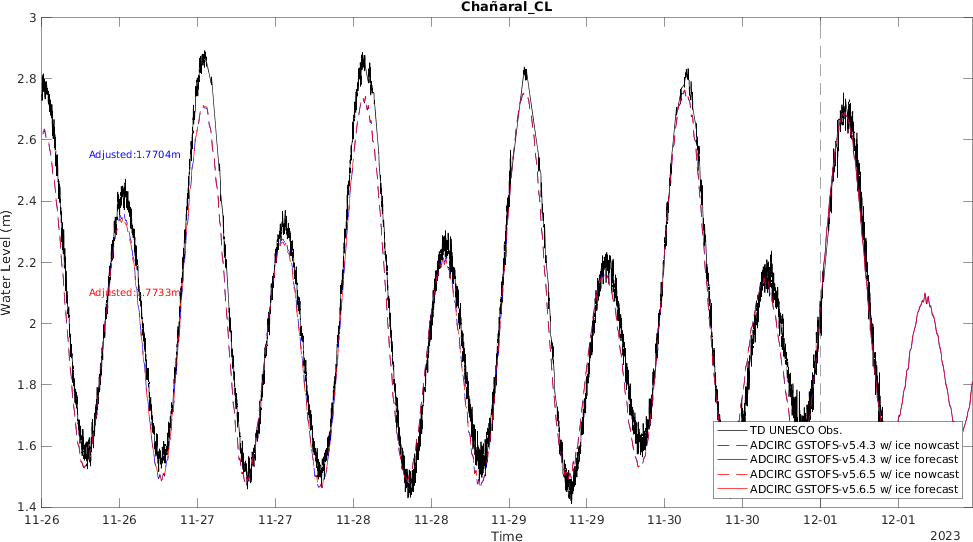 Chañaral_CL
3
2.8
2.6
2.4
2.2
2
1.8
1.6
1.4
Water Level (m)
Adjusted:1.7704m
Adjusted:1.7733m
TD UNESCO Obs.
ADCIRC GSTOFS-v5.4.3 w/ ice nowcast
ADCIRC GSTOFS-v5.4.3 w/ ice forecast
ADCIRC GSTOFS-v5.6.5 w/ ice nowcast
ADCIRC GSTOFS-v5.6.5 w/ ice forecast
11-26 11-26 11-27 11-27 11-28 11-28 11-29 11-29 11-30 11-30 12-01 12-01
Time
2023